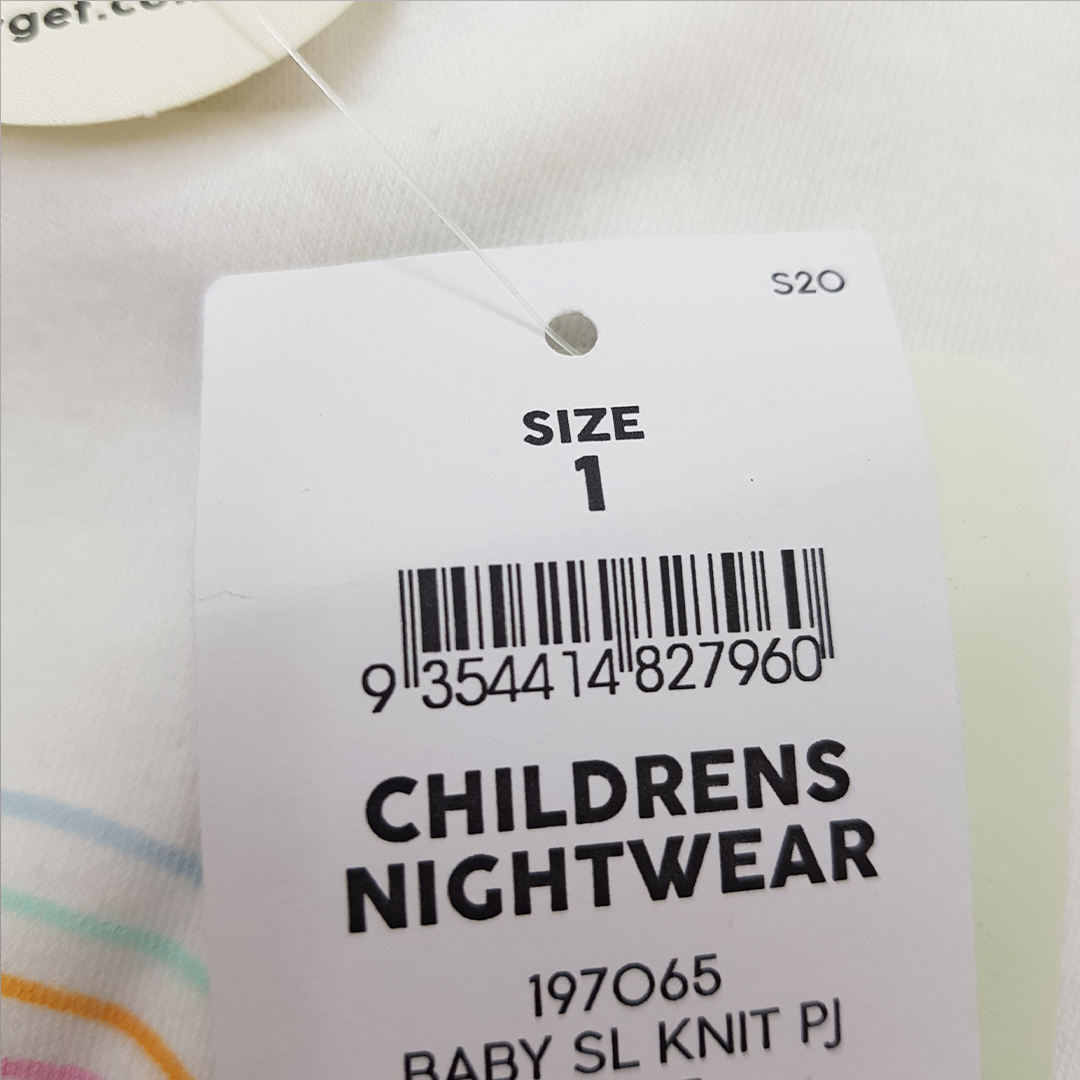 S20
SIZE
1
9 354414 827960
CHILDRENS
NIGHTWEAR
197065
BABY SL KNIT PJ